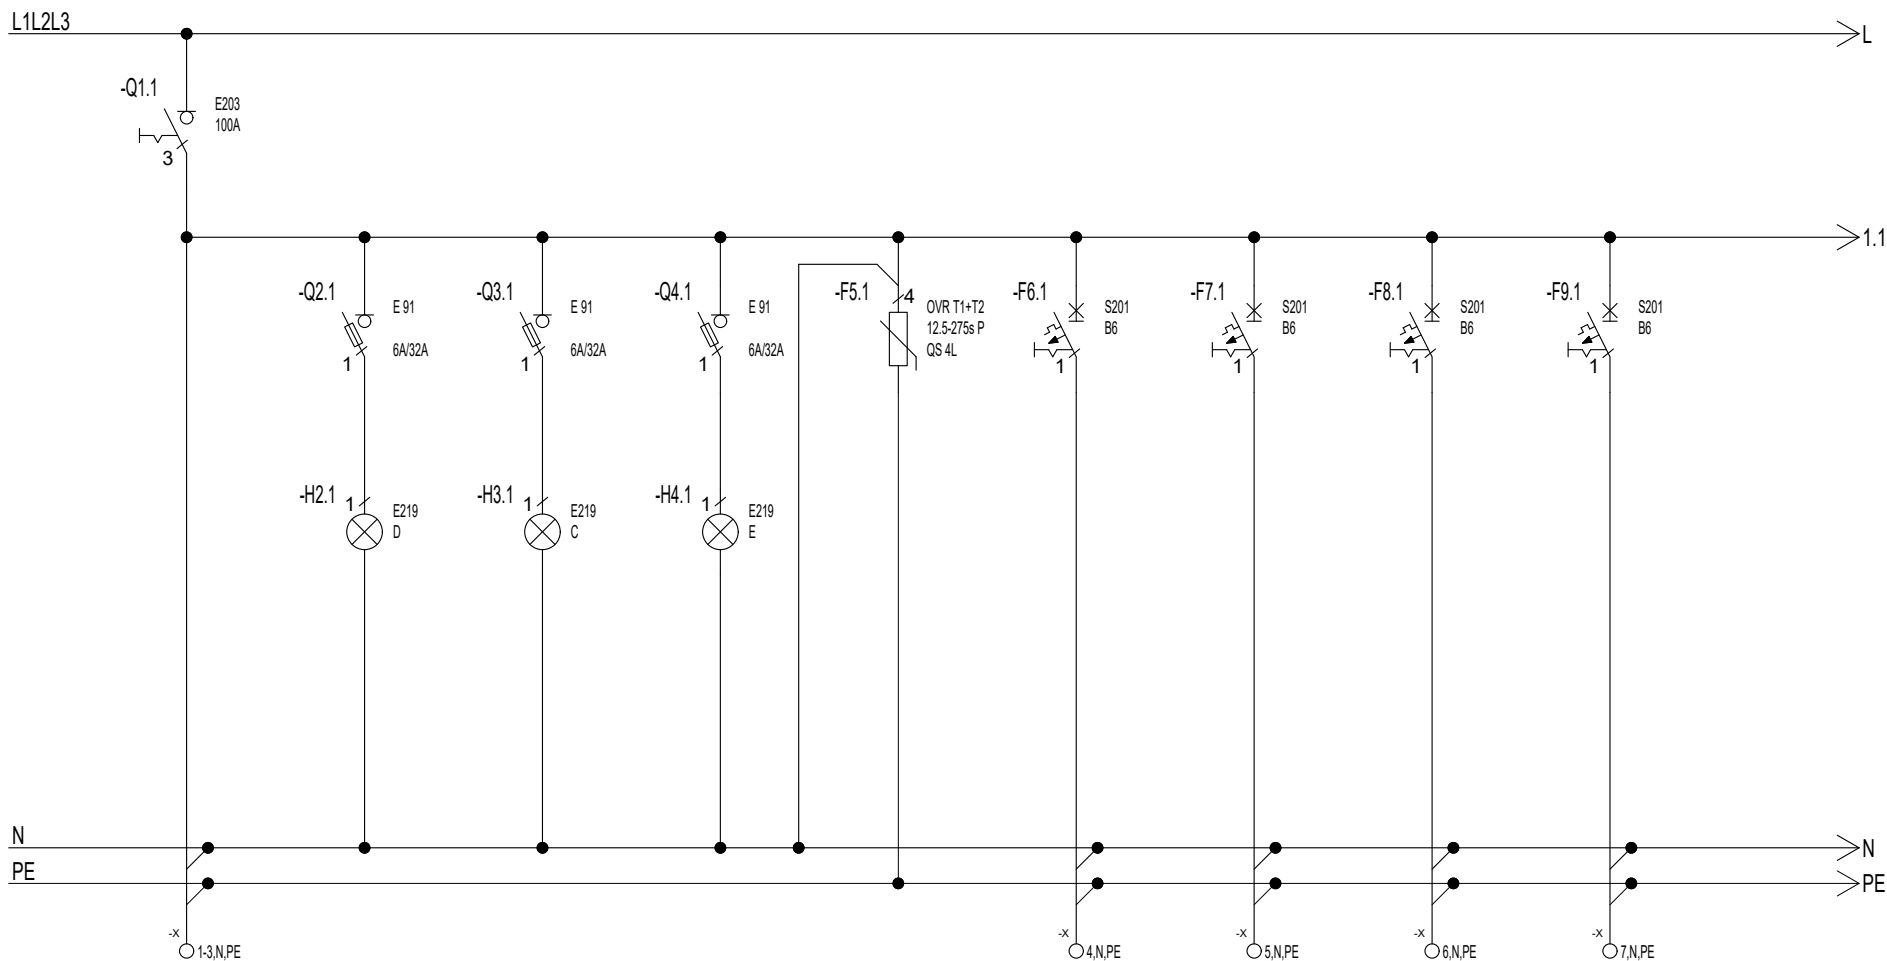 L1L2L3
L
-Q1.1
E203
100A
3
1.1
-Q2.1
E 91
6A/32A
1
-Q3.1
E 91
6A/32A
1
-Q4.1
E 91
6A/32A
1
-F5.1
4
OVR T1+T2
12.5-275s P
QS 4L
-F6.1
S201
B6
1
-F7.1
S201
B6
1
-F8.1
S201
B6
1
-F9.1
S201
B6
1
-H2.1
1
E219
D
-H3.1
1
E219
C
-H4.1
1
E219
E
N
N
PE
PE
-X
1-3,N,PE
-X
4,N,PE
-X
5,N,PE
-X
6,N,PE
-X
7,N,PE